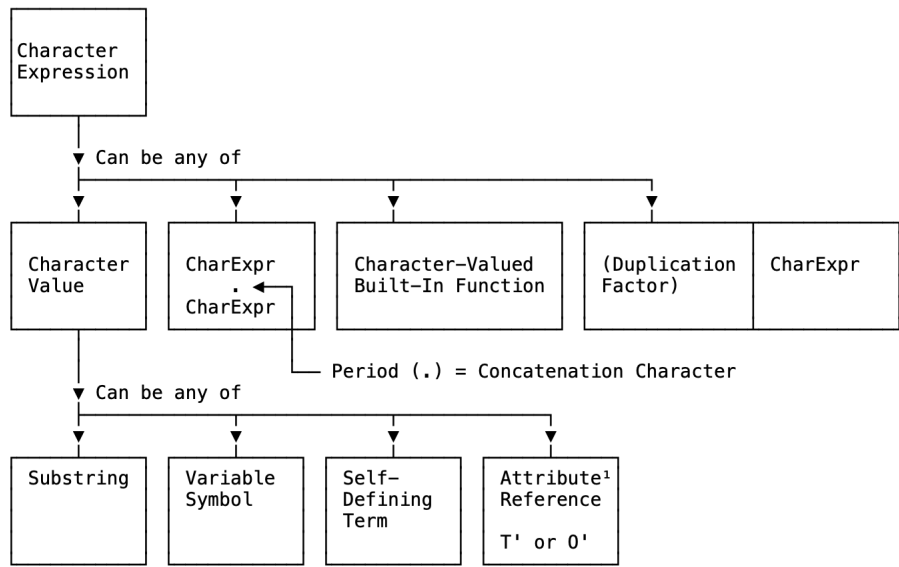 Character
Expression
Can be any of
Character
Value
CharExpr
.
CharExpr
Character-Valued
Built-In Function
(Duplication
Factor)
CharExpr
Period (.) = Concatenation Character
Can be any of
Substring
Variable
Symbol
Self-
Defining
Term
Attribute¹
Reference
T' or O'